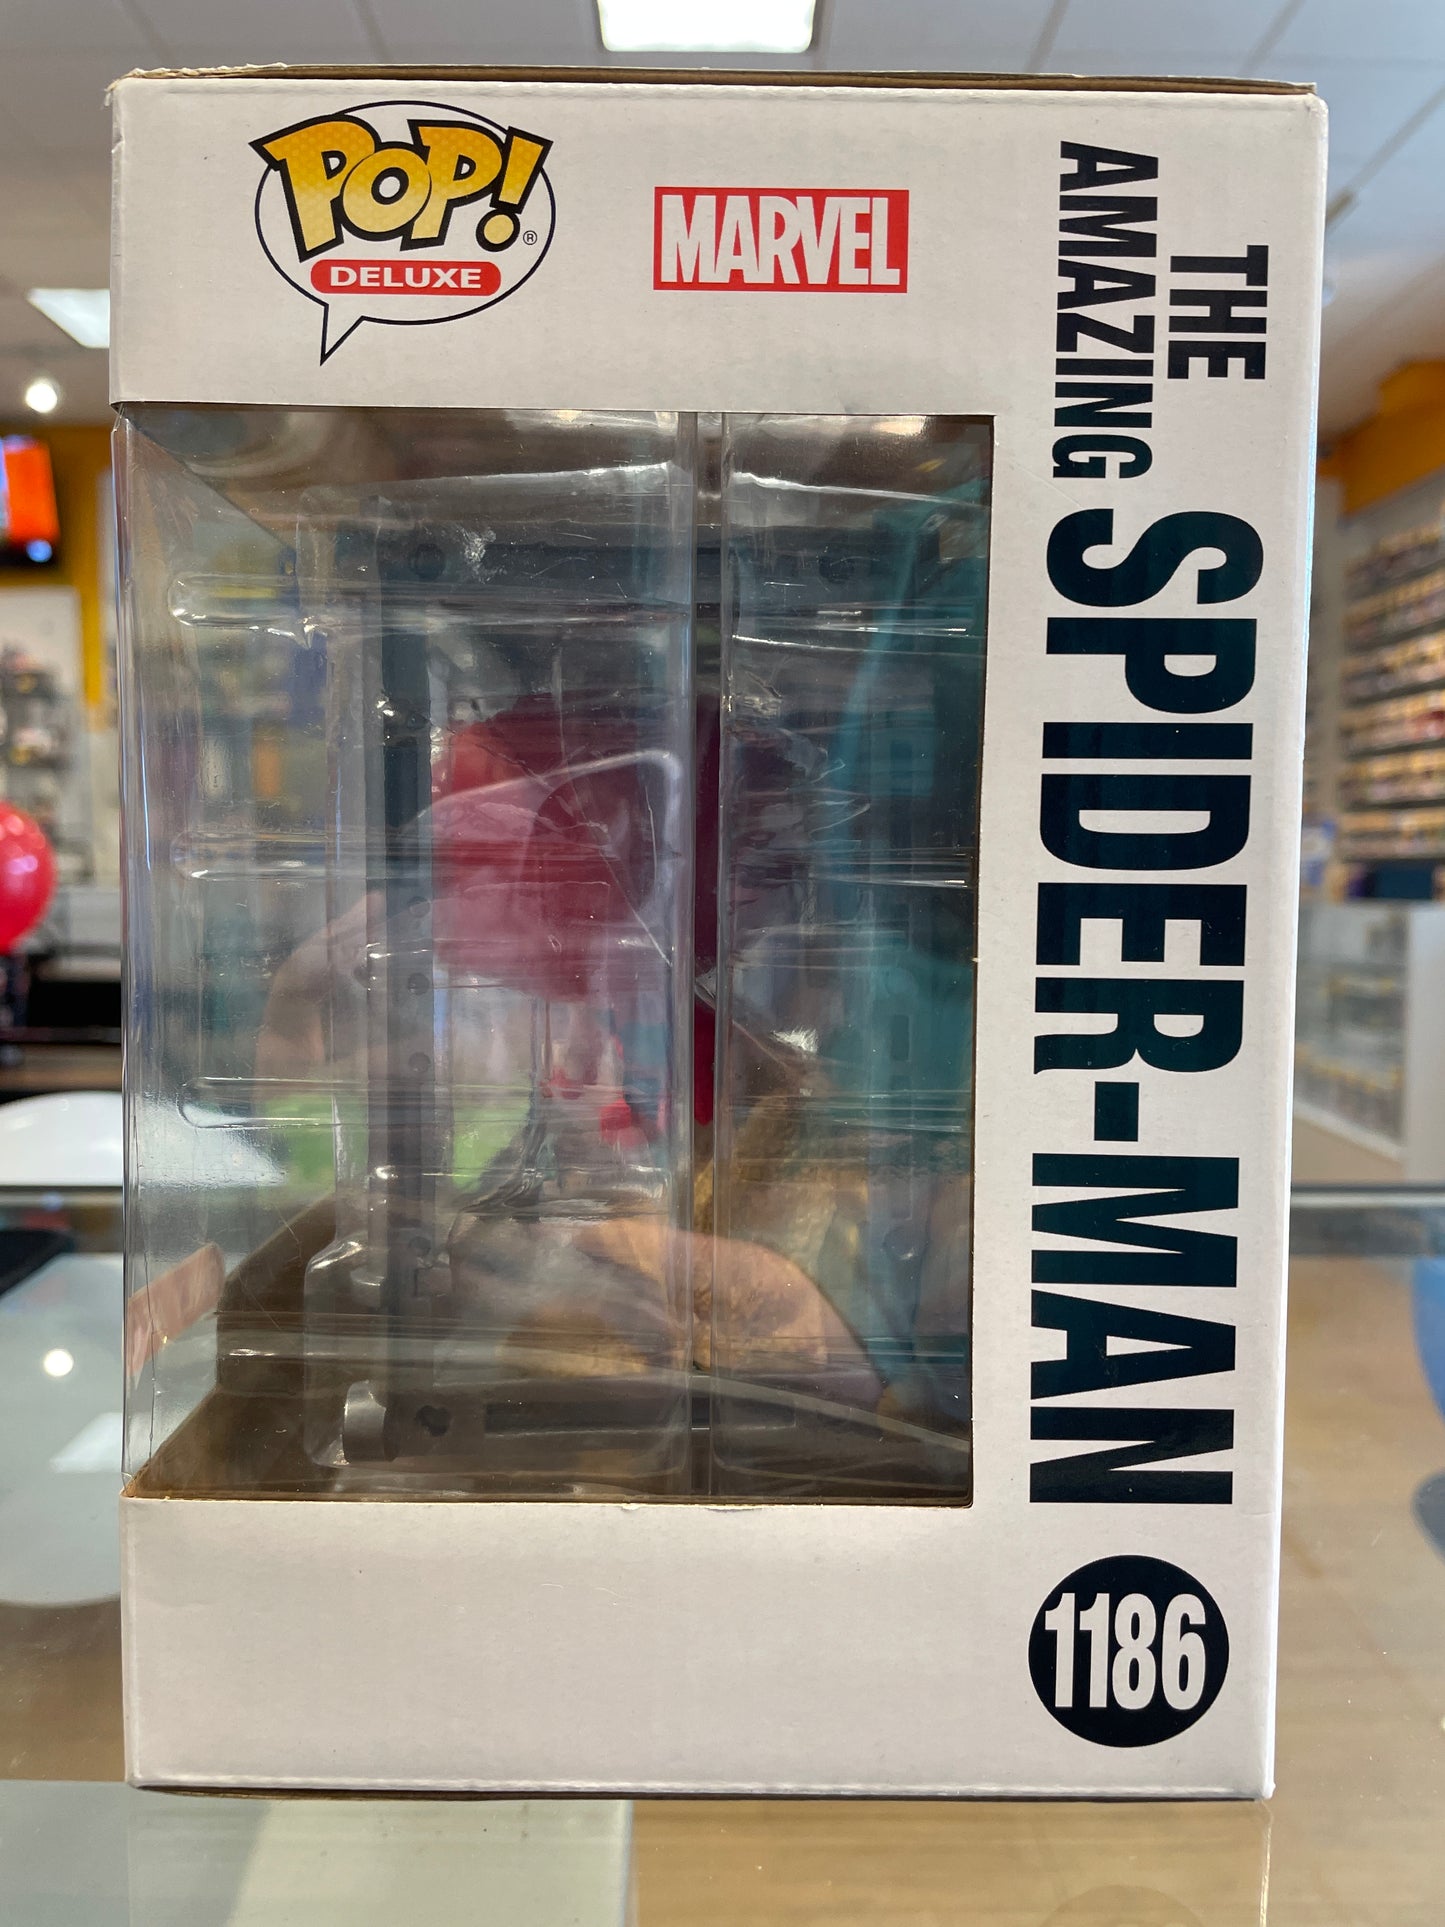 POP!®
DELUXE
MARVEL
THE
AMAZING
SPIDER-MAN
1186